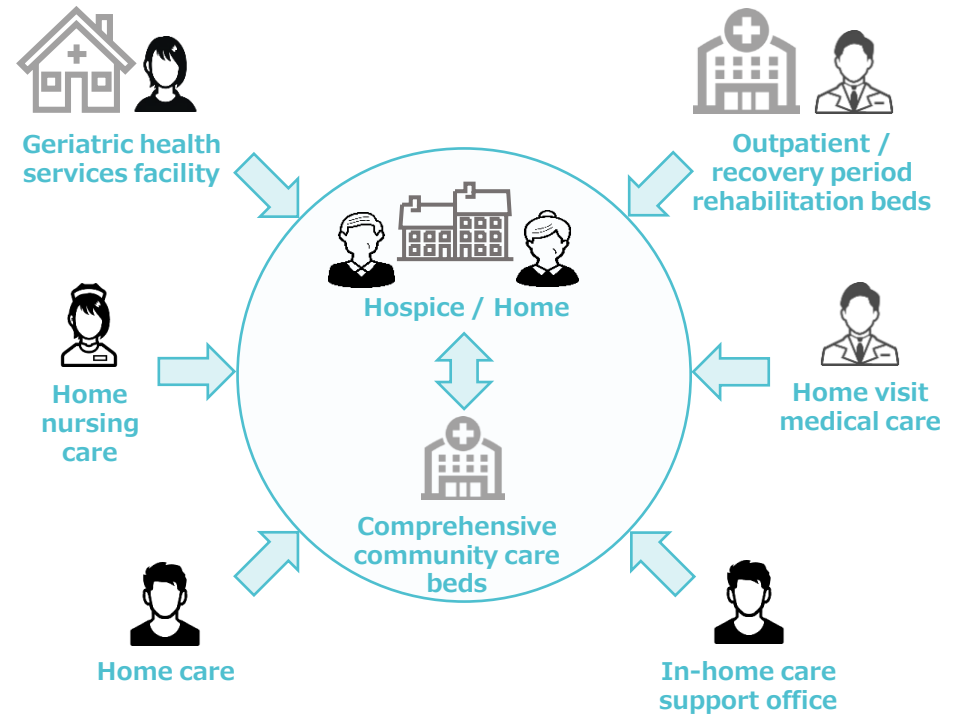 Geriatric health
services facility
Outpatient /
recovery period
rehabilitation beds
Hospice / Home
Home
nursing
care
Home visit
medical care
Comprehensive
community care
beds
Home care
In-home care
support office